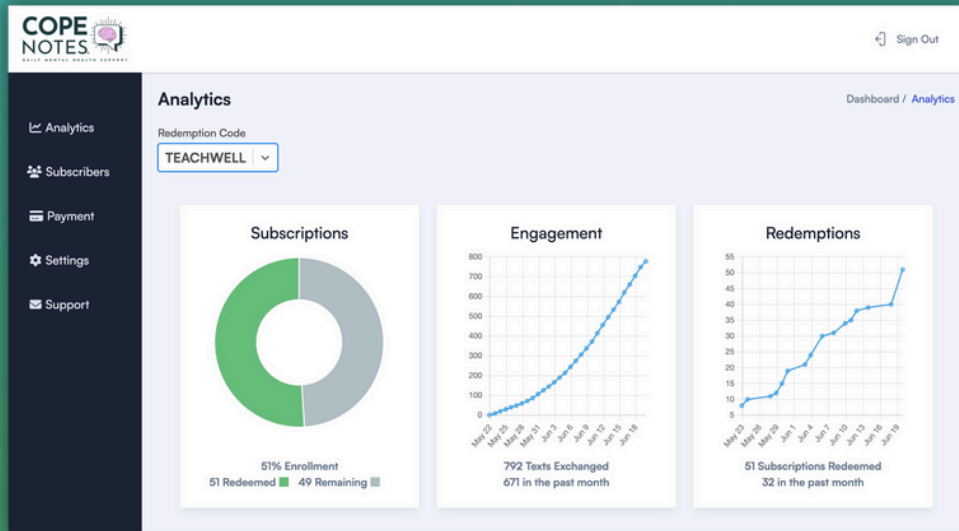 COPE
NOTES
DAILY MENTAL HEALTH SUPPORT
Sign Out
Analytics
Subscribers
Payment
Settings
Support
Analytics
Dashboard / Analytics
Redemption Code
TEACHWELL
Subscriptions
51% Enrollment
51 Redeemed 49 Remaining
Engagement
800
700
600
500
400
300
200
100
0
May 22 May 25 May 28 May 31 Jun 3 Jun 6 Jun 9 Jun 12 Jun 15 Jun 18
792 Texts Exchanged
671 in the past month
Redemptions
55
50
45
40
35
30
25
20
15
10
5
May 23 May 26 May 29 Jun 1 Jun 4 Jun 7 Jun 10 Jun 13 Jun 16 Jun 19
51 Subscriptions Redeemed
32 in the past month